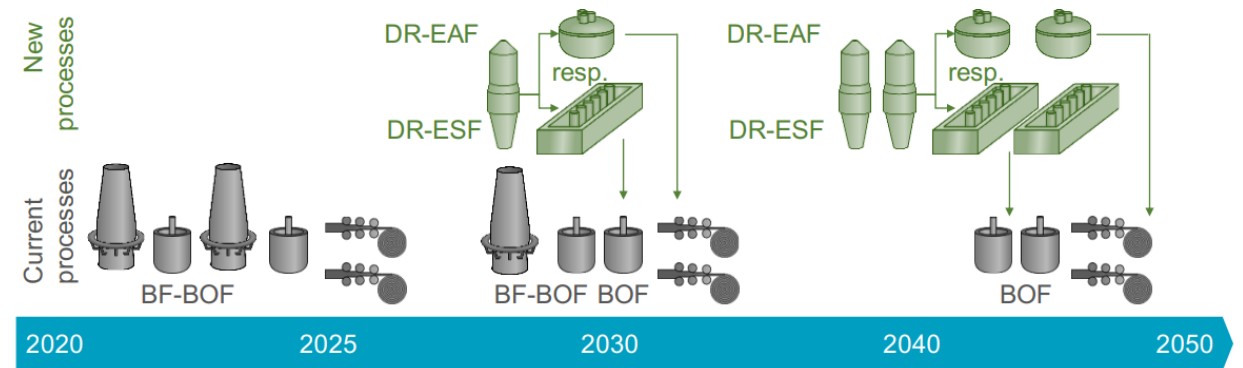 New
processes
DR-EAF
resp.
DR-ESF
DR-EAF
resp.
DR-ESF
Current
processes
BF-BOF
BF-BOF BOF
BOF
2020 2025 2030 2040 2050